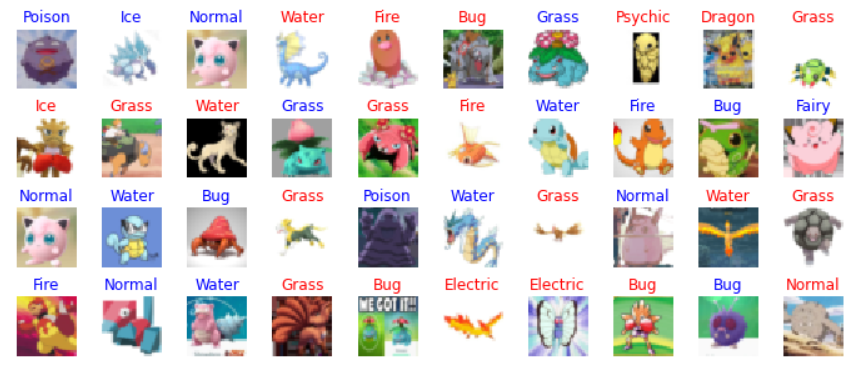 Poison Ice Normal Water Fire Bug Grass Psychic Dragon Grass
Ice Grass Water Grass Grass Fire Water Fire Bug Fairy
Normal Water Bug Grass Poison Water Grass Normal Water Grass
Fire Normal Water Grass Bug Electric Electric Bug Bug Normal
WE GOT IT!!